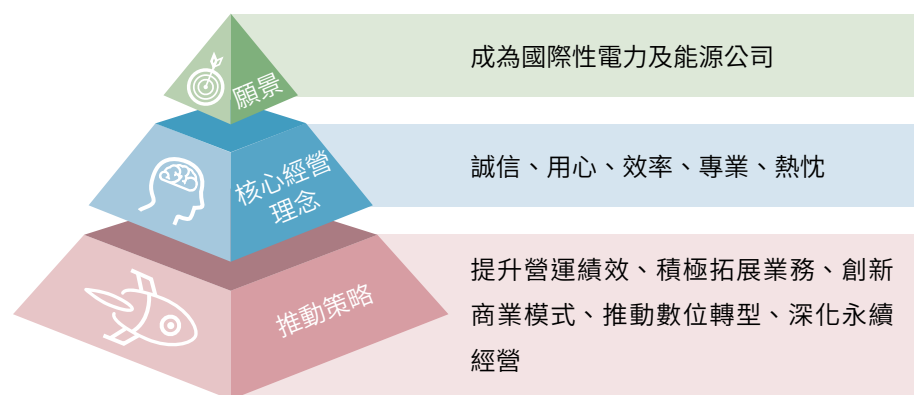 願景
成為國際性電力及能源公司
核心經營
理念
誠信、用心、效率、專業、熱忱
推動策略
提升營運績效、積極拓展業務、創新
商業模式、推動數位轉型、深化永續
經營